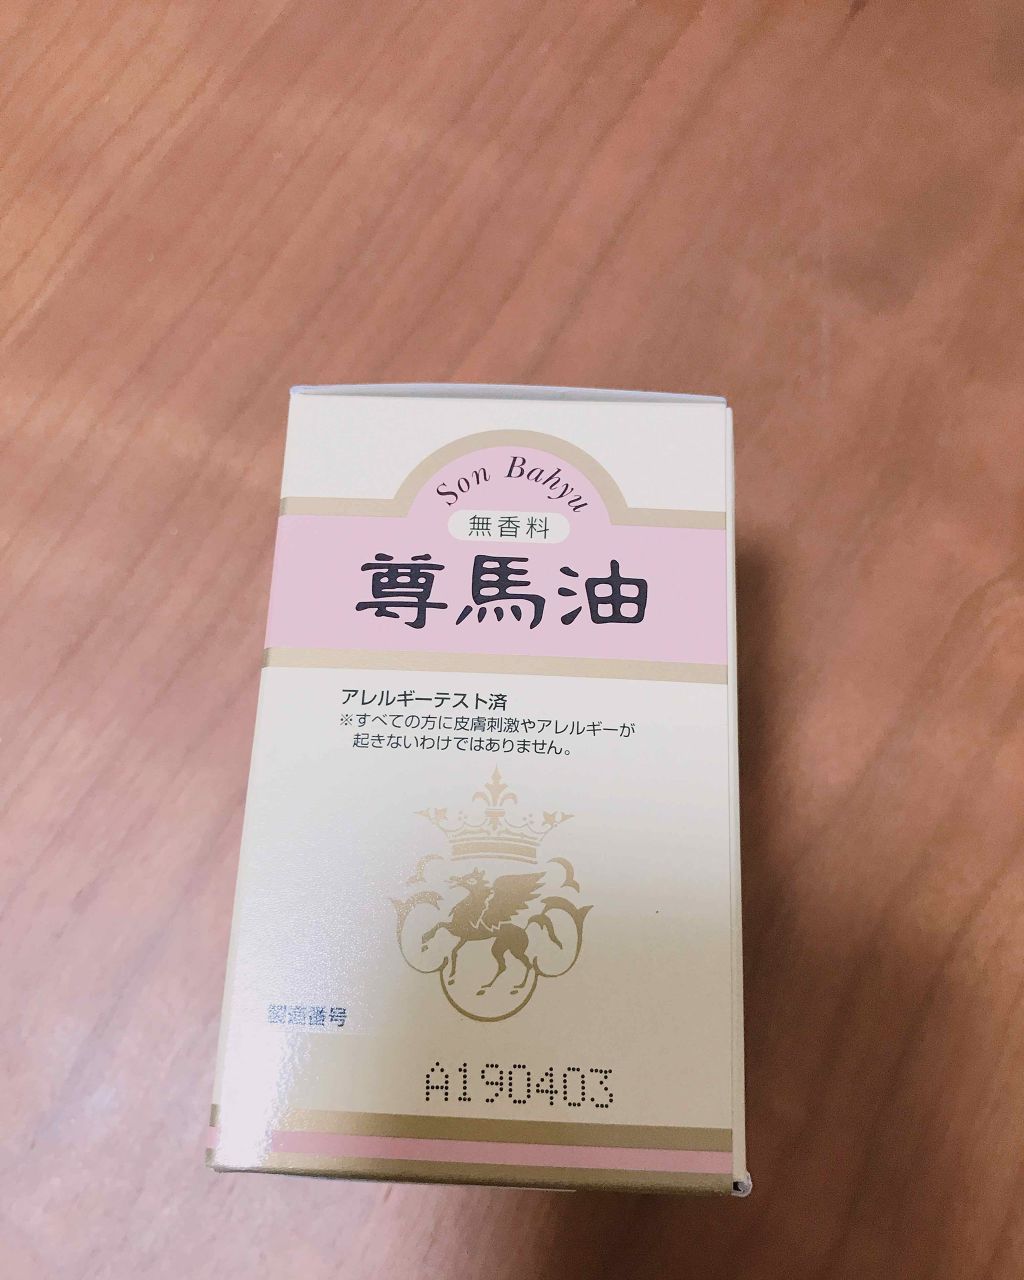 Son Bahyu
無香料
尊馬油
アレルギーテスト済
※すべての方に皮膚刺激やアレルギーが
起きないわけではありません。
製造番号
A190403